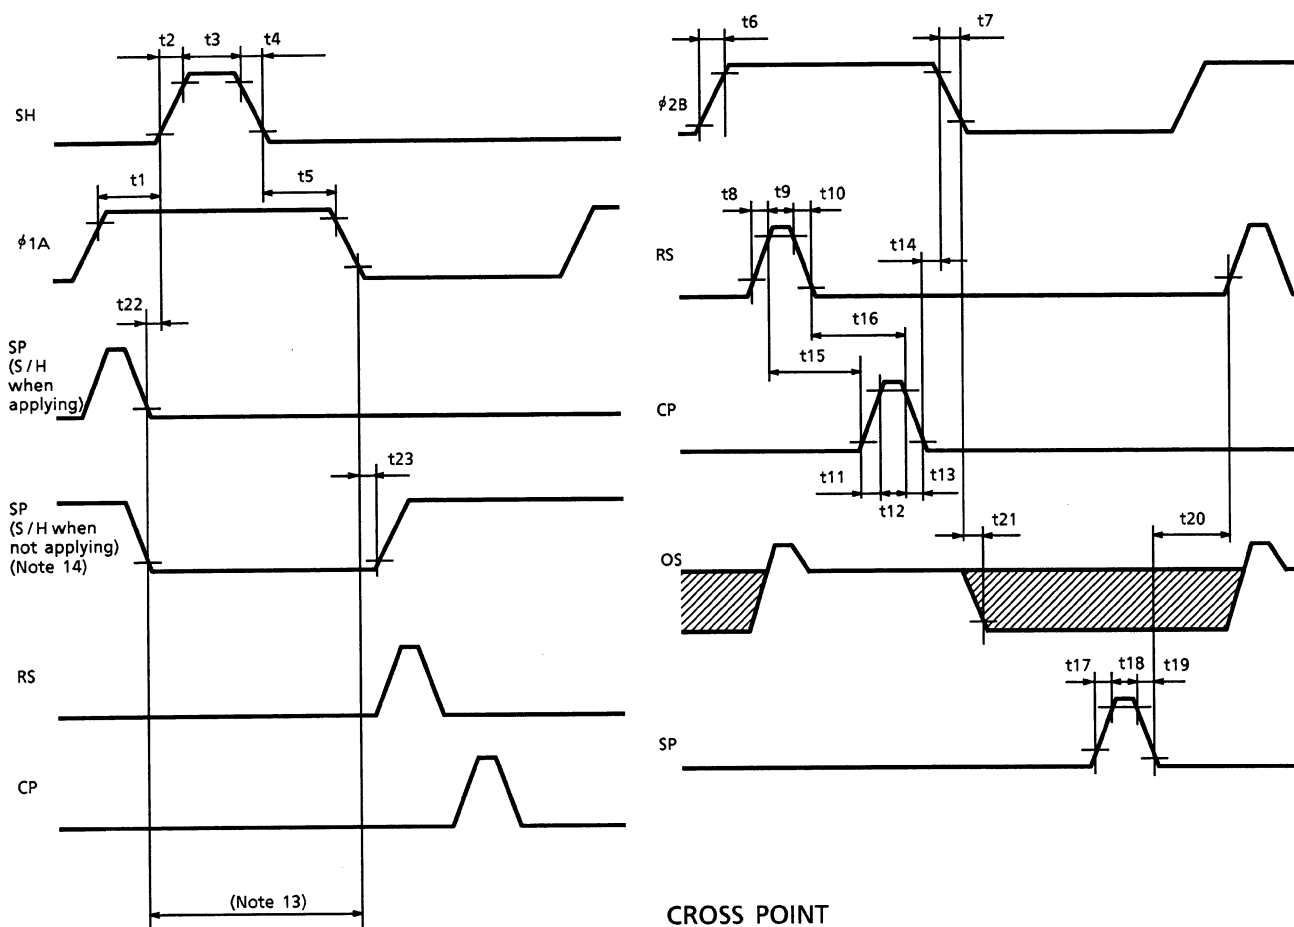 t2 t3 t4
SH
t1 t5
φ1A
t22
SP
(S/H
when
applying)
t23
SP
(S/H when
not applying)
(Note 14)
RS
CP
(Note 13)
t6 t7
φ2B
t8 t9 t10
t14
RS
t16
t15
CP
t11 t12 t13
t21 t20
OS
t17 t18 t19
SP
CROSS POINT